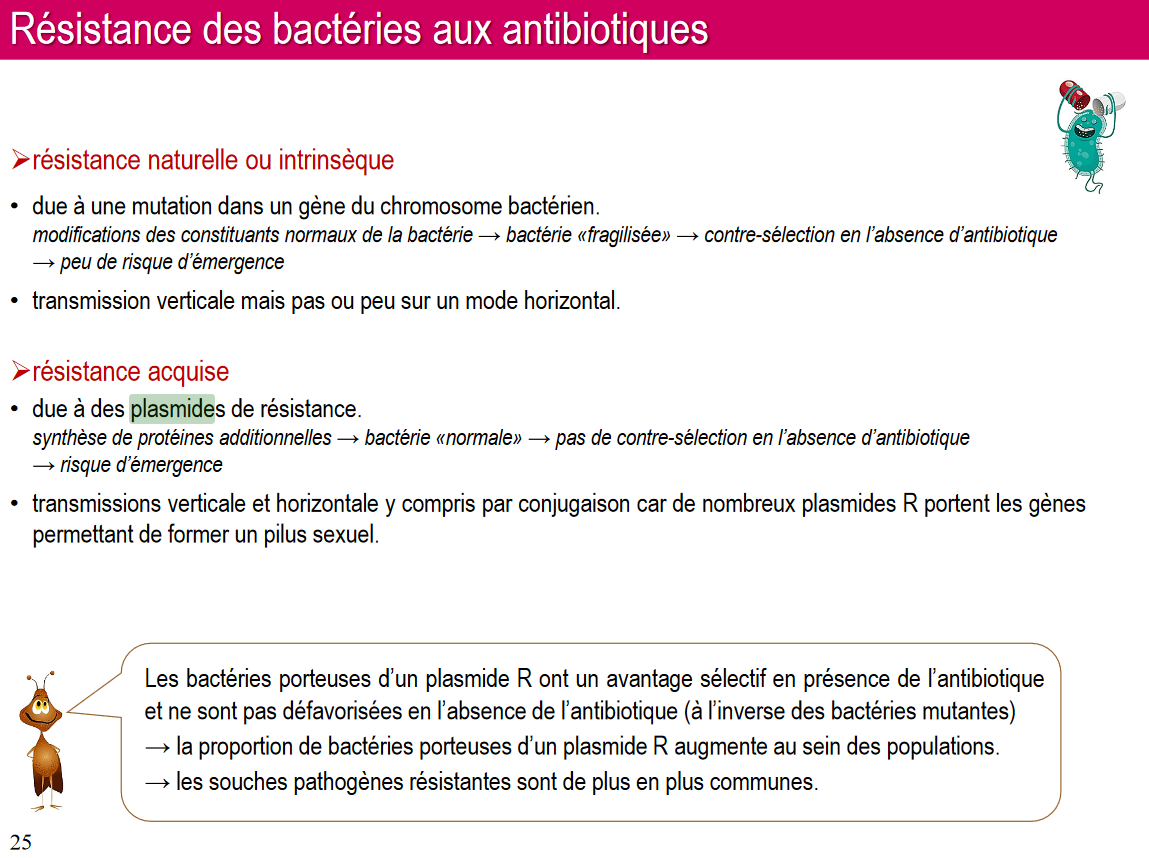 Résistance des bactéries aux antibiotiques
➢résistance naturelle ou intrinsèque
• due à une mutation dans un gène du chromosome bactérien.
modifications des constituants normaux de la bactérie → bactérie «fragilisée» → contre-sélection en l’absence d’antibiotique
→ peu de risque d’émergence
• transmission verticale mais pas ou peu sur un mode horizontal.
➢résistance acquise
• due à des plasmides de résistance.
synthèse de protéines additionnelles → bactérie «normale» → pas de contre-sélection en l’absence d’antibiotique
→ risque d’émergence
• transmissions verticale et horizontale y compris par conjugaison car de nombreux plasmides R portent les gènes
permettant de former un pilus sexuel.
Les bactéries porteuses d’un plasmide R ont un avantage sélectif en présence de l’antibiotique
et ne sont pas défavorisées en l’absence de l’antibiotique (à l’inverse des bactéries mutantes)
→ la proportion de bactéries porteuses d’un plasmide R augmente au sein des populations.
→ les souches pathogènes résistantes sont de plus en plus communes.
25